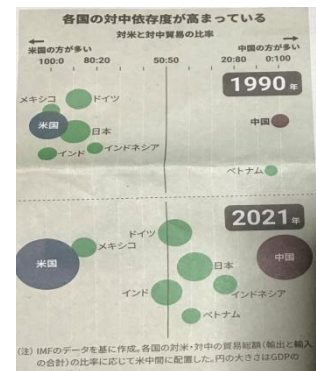 各国の対中依存度が高まっている
対米と対中貿易の比率
米国の方が多い 中国の方が多い
100:0 80:20 50:50 20:80 0:100
1990年
メキシコ
ドイツ
米国
日本
中国
インド
インドネシア
ベトナム
2021年
ドイツ
メキシコ
米国
日本
中国
インド
インドネシア
ベトナム
(注) IMFのデータを基に作成。各国の対米・対中の貿易総額(輸出と輸入
の合計)の比率に応じて米中間に配置した。円の大きさはGDPの